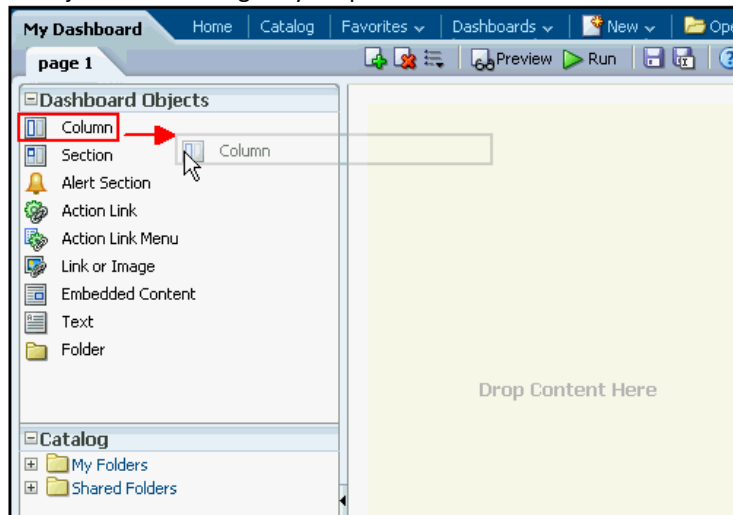 My Dashboard Home Catalog Favorites Dashboards New Ope
page 1 Preview Run
Dashboard Objects
Column
Section Column
Alert Section
Action Link
Action Link Menu
Link or Image
Embedded Content
Text
Folder
Drop Content Here
Catalog
My Folders
Shared Folders